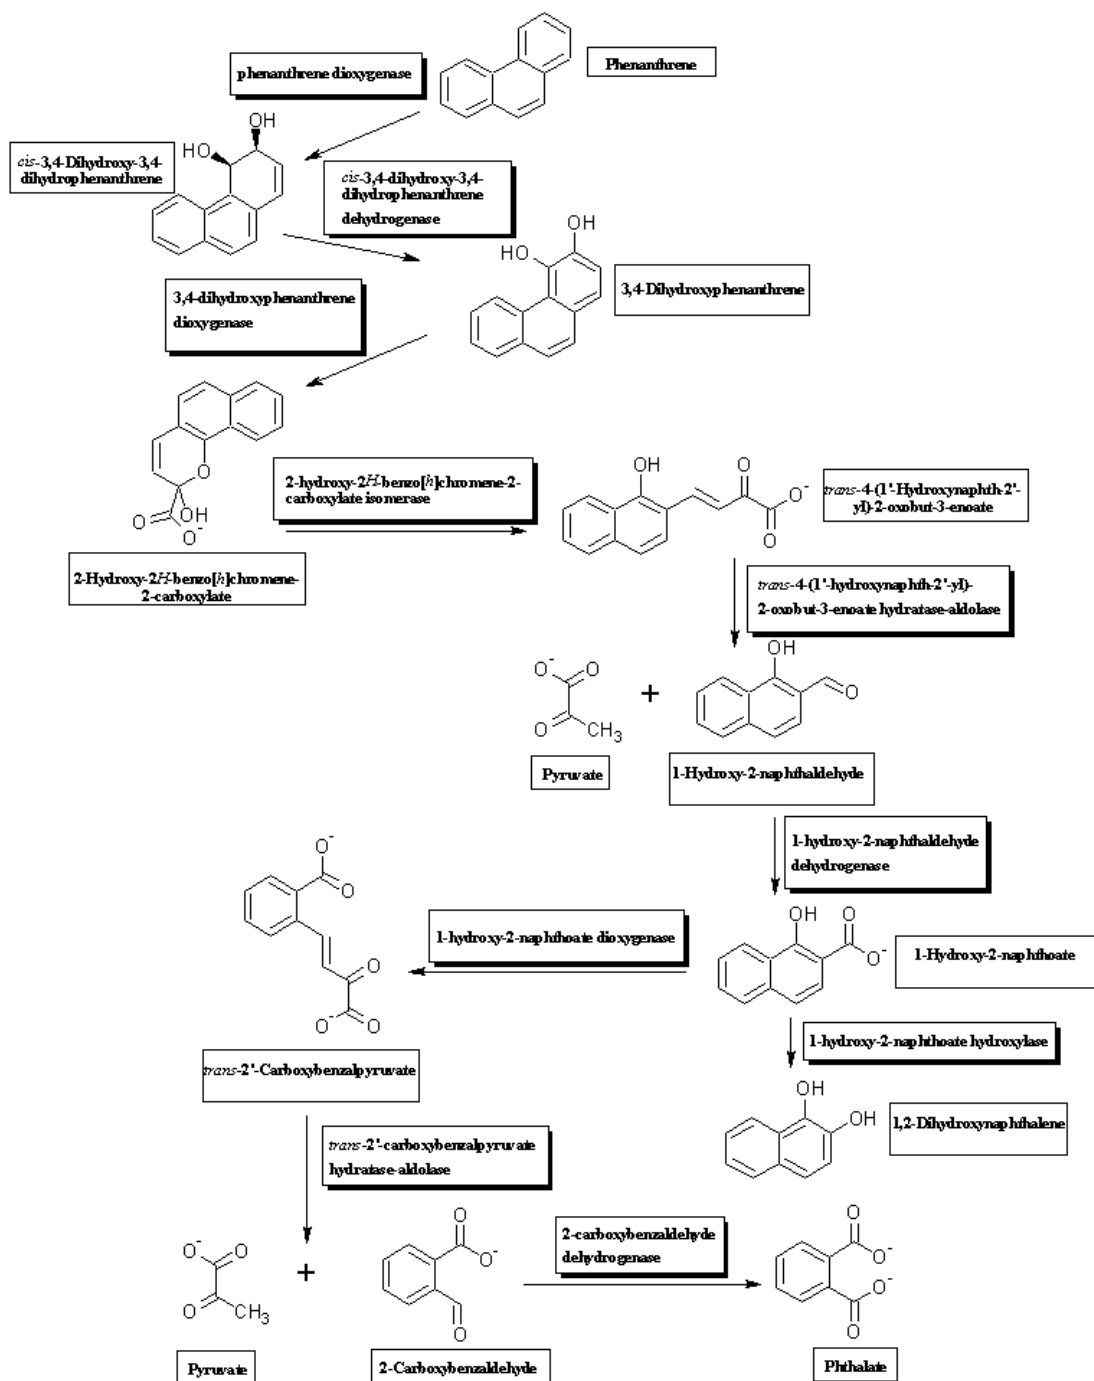 phenanthrene dioxygenase
Phenanthrene
OH
HO
cis-3,4-Dihydroxy-3,4-
dihydrophenanthrene
cis-3,4-dihydroxy-3,4-
dihydrophenanthrene
dehydrogenase
OH
HO
3,4-Dihydroxyphenanthrene
3,4-dihydroxyphenanthrene
dioxygenase
O
OH
O
O-
2-Hydroxy-2H-benzo[h]chromene-
2-carboxylate
2-hydroxy-2H-benzo[h]chromene-2-
carboxylate isomerase
OH
O
O-
O
trans-4-(1'-Hydroxynaphth-2'-
yl)-2-oxobut-3-enoate
trans-4-(1'-hydroxynaphth-2'-yl)-
2-oxobut-3-enoate hydratase-aldolase
O-
O
O
CH3
+
OH
O
Pyruvate
1-Hydroxy-2-naphthaldehyde
1-hydroxy-2-naphthaldehyde
dehydrogenase
O-
O
O
O-
O
1-hydroxy-2-naphthoate dioxygenase
OH
O
O-
1-Hydroxy-2-naphthoate
trans-2'-Carboxybenzalpyruvate
1-hydroxy-2-naphthoate hydroxylase
OH
OH
1,2-Dihydroxynaphthalene
trans-2'-carboxybenzalpyruvate
hydratase-aldolase
O-
O
O
CH3
+
O
O-
O
2-carboxybenzaldehyde
dehydrogenase
O
O-
O-
O
Pyruvate
2-Carboxybenzaldehyde
Phthalate